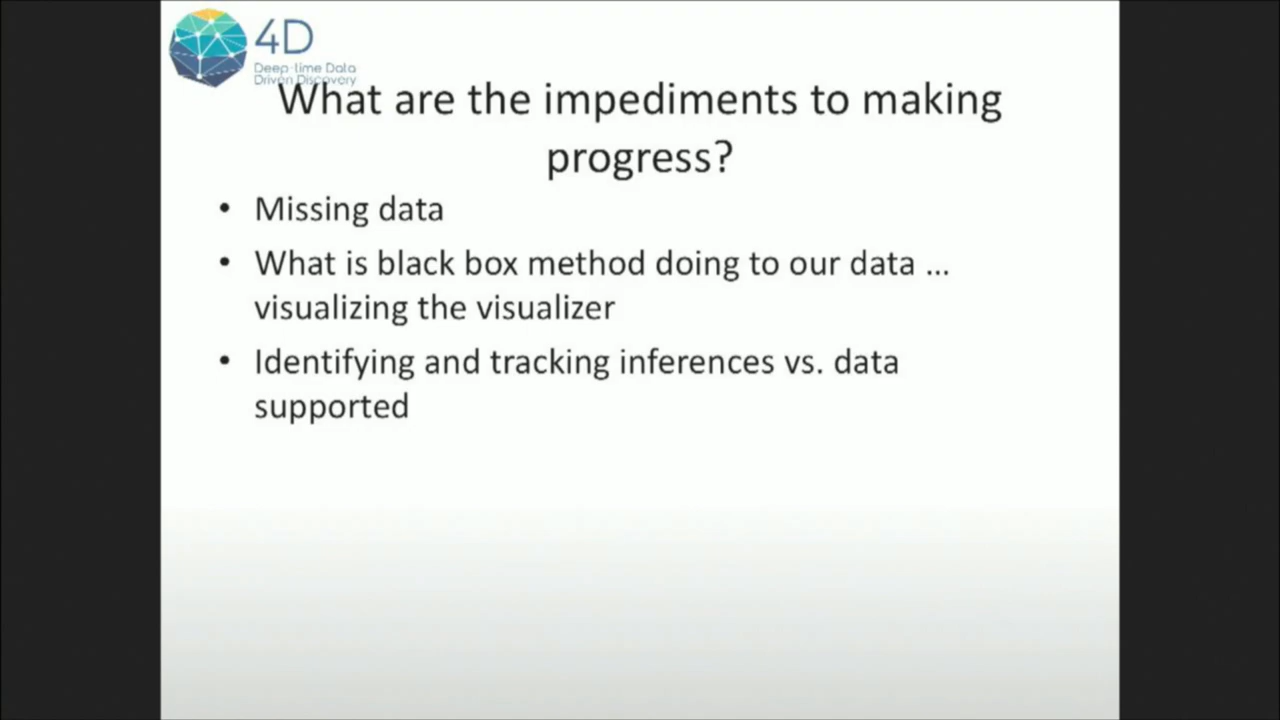 4D
Deep-time Data
Driven Discovery
What are the impediments to making
progress?
• Missing data
• What is black box method doing to our data ...
visualizing the visualizer
• Identifying and tracking inferences vs. data
supported